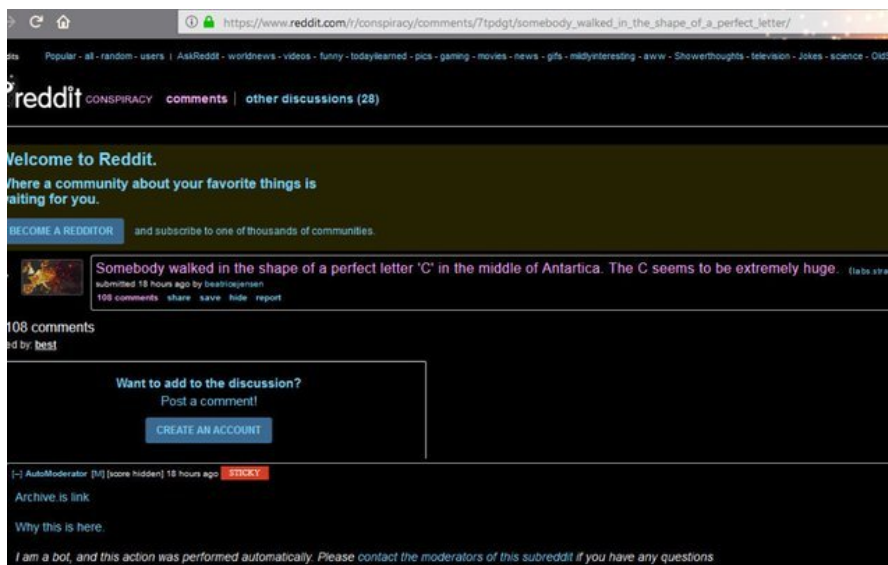 https://www.reddit.com/r/conspiracy/comments/7tpdgt/somebody_walked_in_the_shape_of_a_perfect_letter/
Popular - all - random - users | AskReddit - worldnews - videos - funny - todayilearned - pics - gaming - movies - news - gifs - mildlyinteresting - aww - Showerthoughts - television - Jokes - science - OldS
reddit CONSPIRACY comments other discussions (28)
Welcome to Reddit.
Where a community about your favorite things is
waiting for you.
BECOME A REDDITOR and subscribe to one of thousands of communities.
Somebody walked in the shape of a perfect letter 'C' in the middle of Antartica. The C seems to be extremely huge. (labs.stra
submitted 18 hours ago by beatricejensen
108 comments share save hide report
108 comments
ed by: best
Want to add to the discussion?
Post a comment!
CREATE AN ACCOUNT
[–] AutoModerator [M] [score hidden] 18 hours ago STICKY
Archive.is link
Why this is here.
I am a bot, and this action was performed automatically. Please contact the moderators of this subreddit if you have any questions